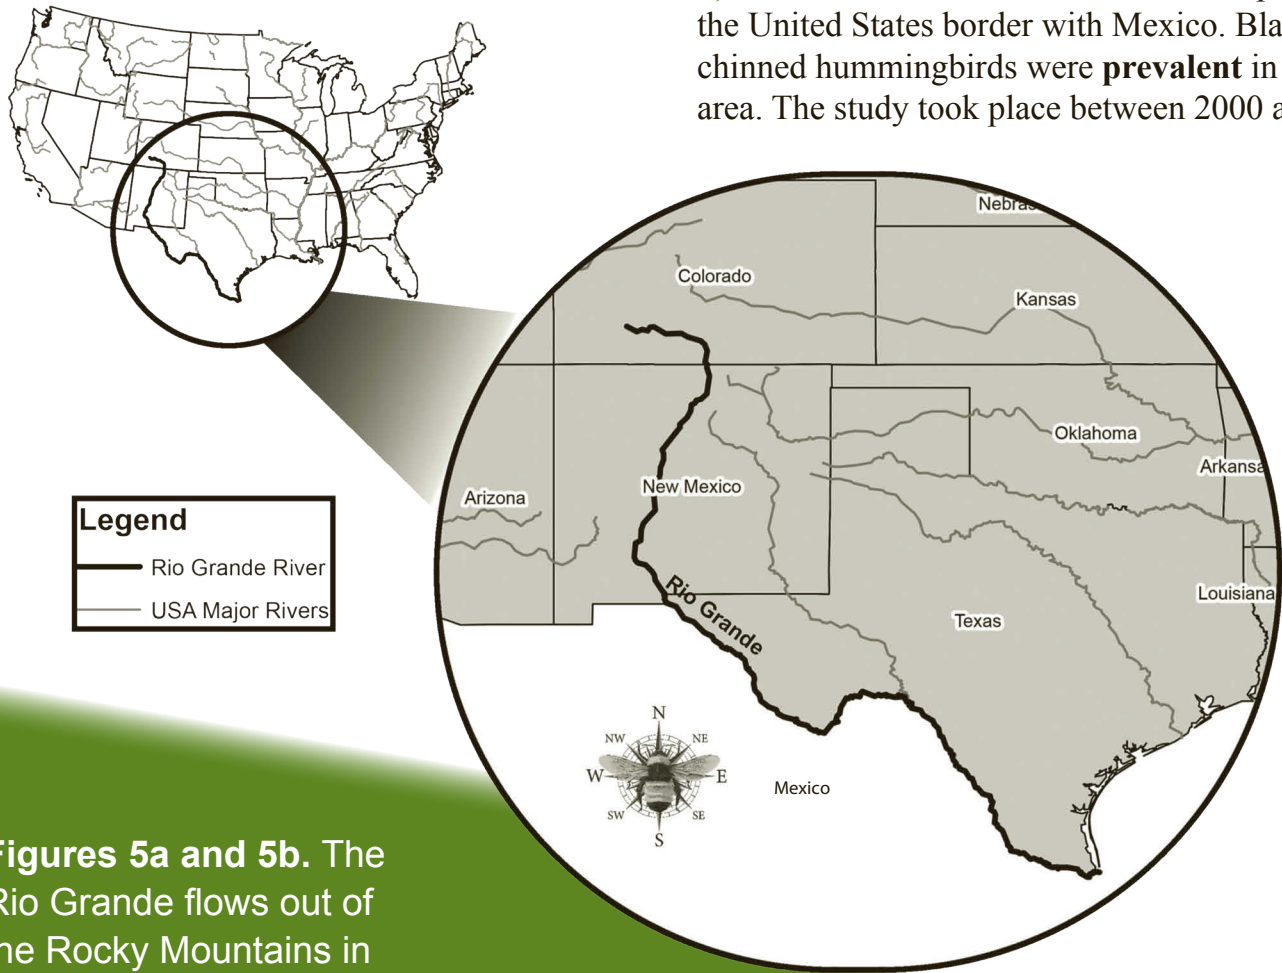 the United States border with Mexico. Bla
chinned hummingbirds were prevalent in
area. The study took place between 2000 a
Nebras
Colorado
Kansas
Oklahoma
Arkansa
Arizona
New Mexico
Legend
Rio Grande River
USA Major Rivers
Rio Grande
Louisiana
Texas
N
NW NE
W E
SW SE
S
Mexico
Figures 5a and 5b. The
Rio Grande flows out of
he Rocky Mountains in